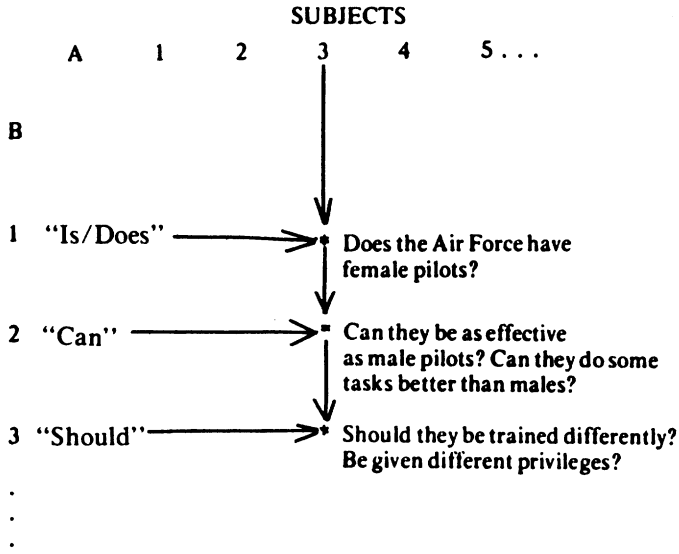 SUBJECTS
A 1 2 3 4 5 . . .
B
1 “Is/Does” Does the Air Force have
female pilots?
2 “Can” Can they be as effective
as male pilots? Can they do some
tasks better than males?
3 “Should” Should they be trained differently?
Be given different privileges?
.
.
.